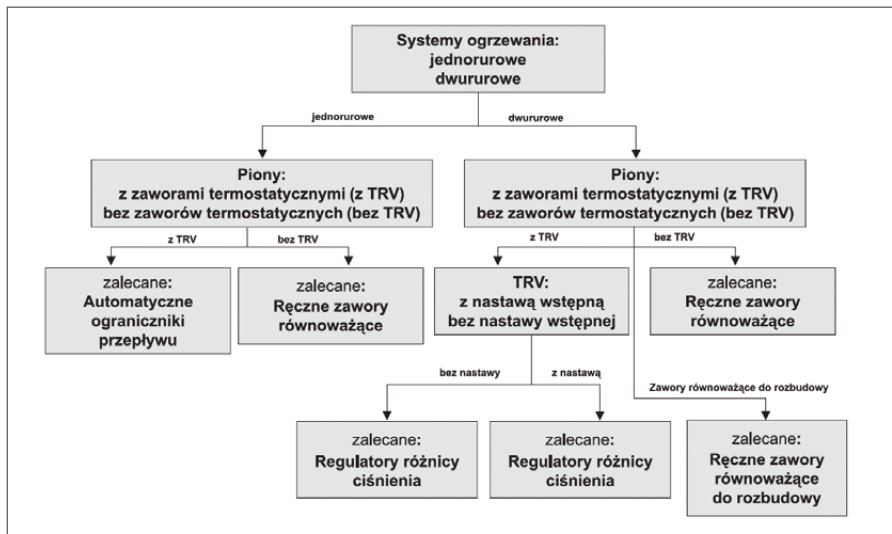 Systemy ogrzewania:
jednorurowe
dwururowe
jednorurowe
dwururowe
Piony:
z zaworami termostatycznymi (z TRV)
bez zaworów termostatycznych (bez TRV)
Piony:
z zaworami termostatycznymi (z TRV)
bez zaworów termostatycznych (bez TRV)
z TRV
bez TRV
z TRV
bez TRV
zalecane:
Automatyczne
ograniczniki
przepływu
zalecane:
Ręczne zawory
równoważące
TRV:
z nastawą wstępną
bez nastawy wstępnej
zalecane:
Ręczne zawory
równoważące
bez nastawy
z nastawą
Zawory równoważące do rozbudowy
zalecane:
Regulatory różnicy
ciśnienia
zalecane:
Regulatory różnicy
ciśnienia
zalecane:
Ręczne zawory
równoważące
do rozbudowy